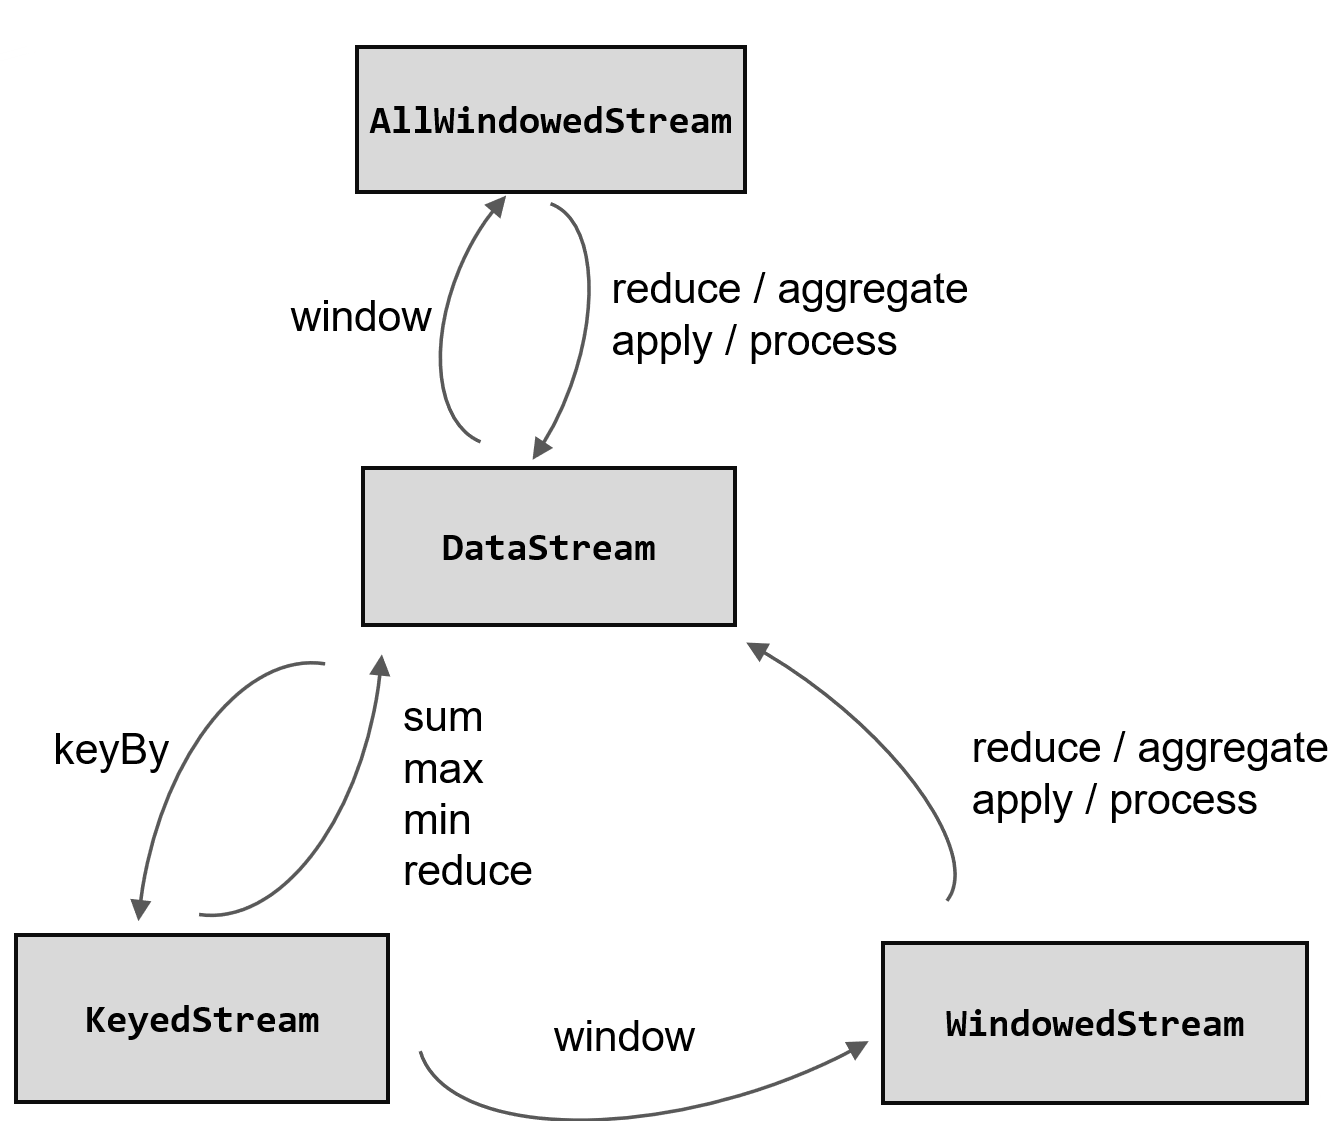 AllWindowedStream
window
reduce / aggregate
apply / process
DataStream
keyBy
sum
max
min
reduce
reduce / aggregate
apply / process
KeyedStream
window
WindowedStream